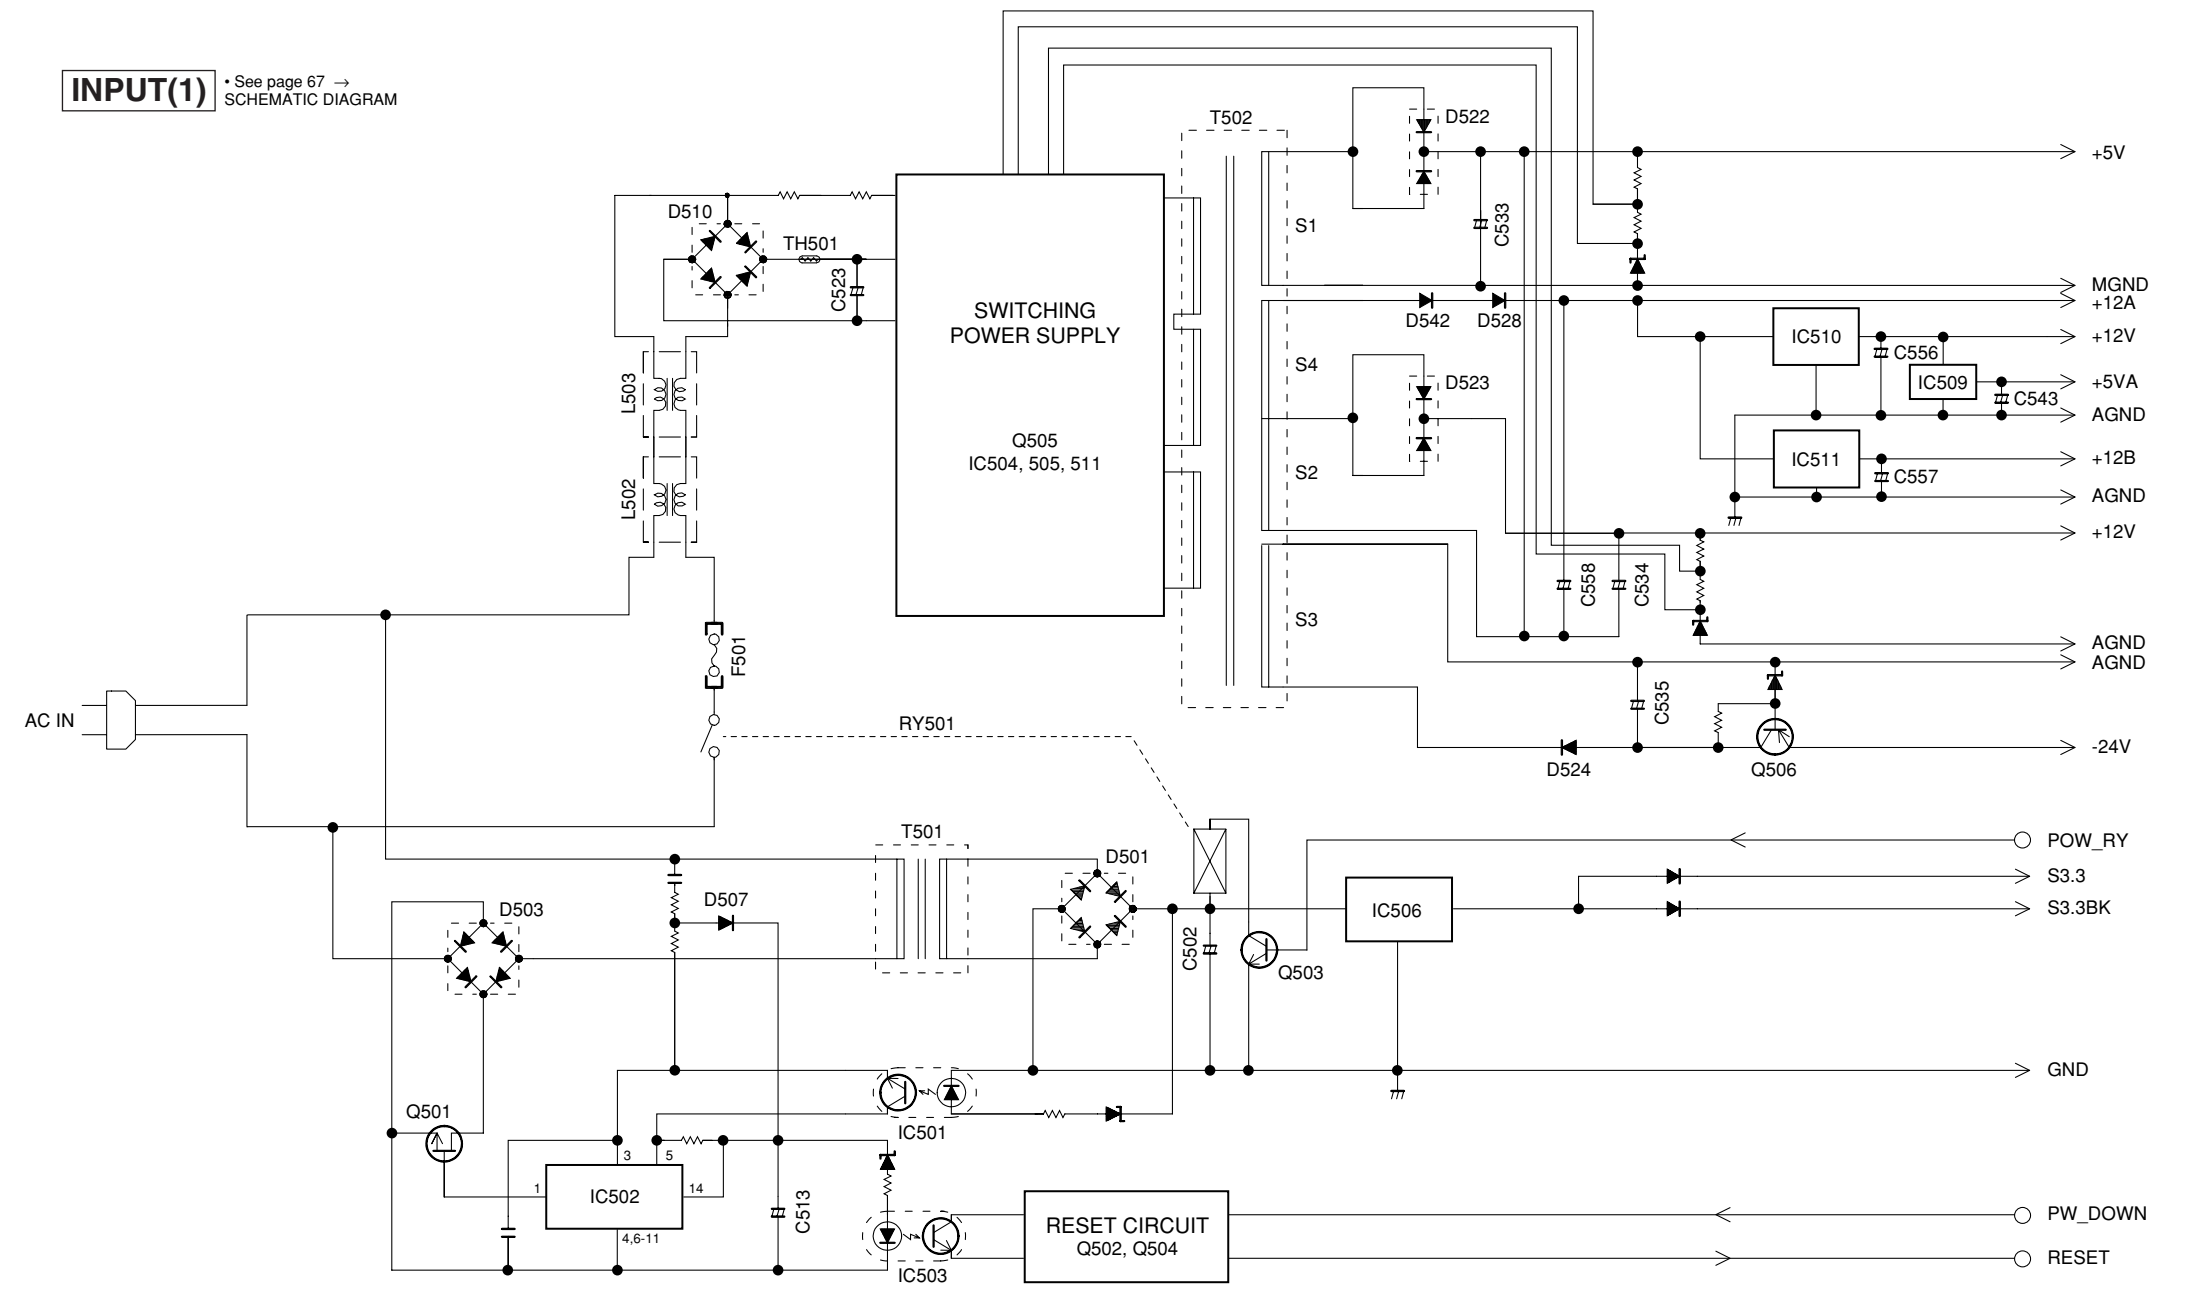 INPUT(1)
• See page 67 →
SCHEMATIC DIAGRAM
T502
D522
+5V
D510
TH501
C523
S1
C533
SWITCHING
POWER SUPPLY
Q505
IC504, 505, 511
MGND
+12A
D542
D528
IC510
+12V
C556
L503
S4
D523
IC509
+5VA
C543
AGND
L502
S2
IC511
+12B
C557
AGND
+12V
C558
C534
S3
AGND
AGND
F501
C535
AC IN
RY501
-24V
D524
Q506
T501
POW_RY
D501
S3.3
D507
D503
IC506
S3.3BK
C502
Q503
GND
Q501
IC501
3
5
1
IC502
14
C513
4,6-11
RESET CIRCUIT
Q502, Q504
PW_DOWN
IC503
RESET